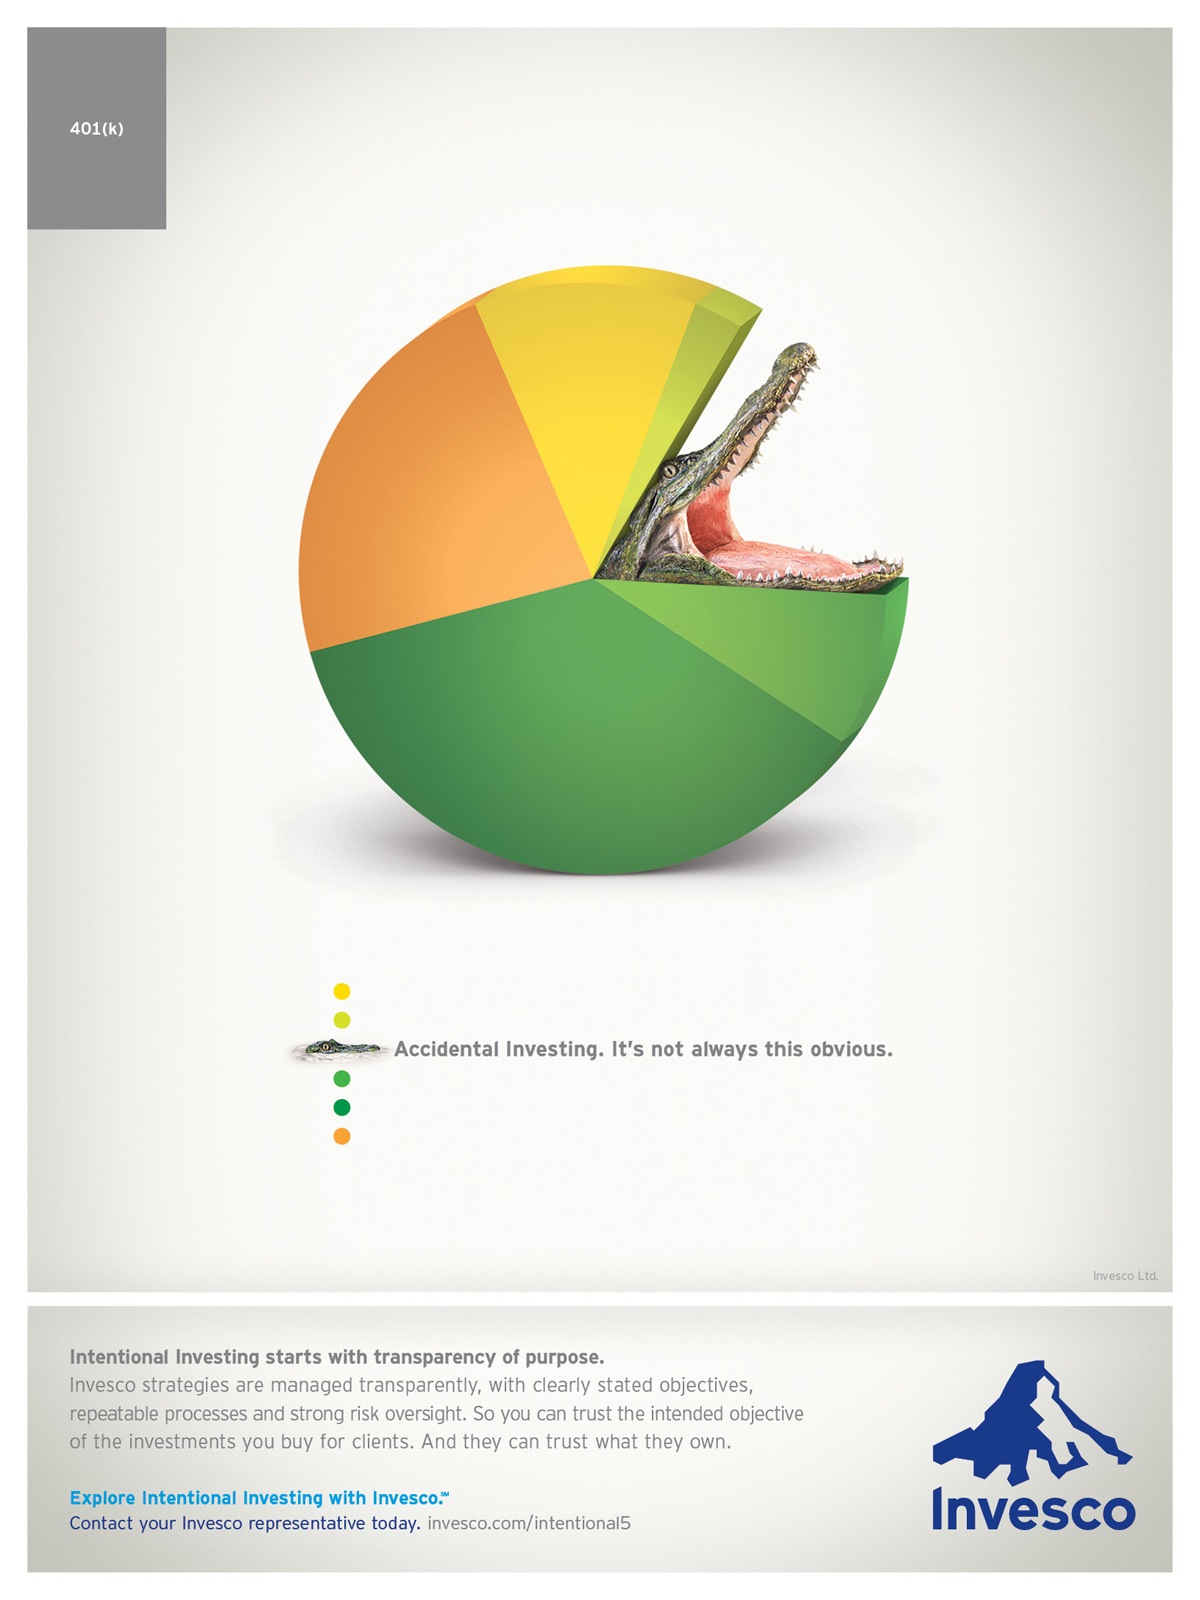 401(k)
Accidental Investing. It's not always this obvious.
Invesco Ltd.
Intentional Investing starts with transparency of purpose.
Invesco strategies are managed transparently, with clearly stated objectives,
repeatable processes and strong risk oversight. So you can trust the intended objective
of the investments you buy for clients. And they can trust what they own.
Explore Intentional Investing with Invesco.℠
Contact your Invesco representative today. invesco.com/intentional5
Invesco